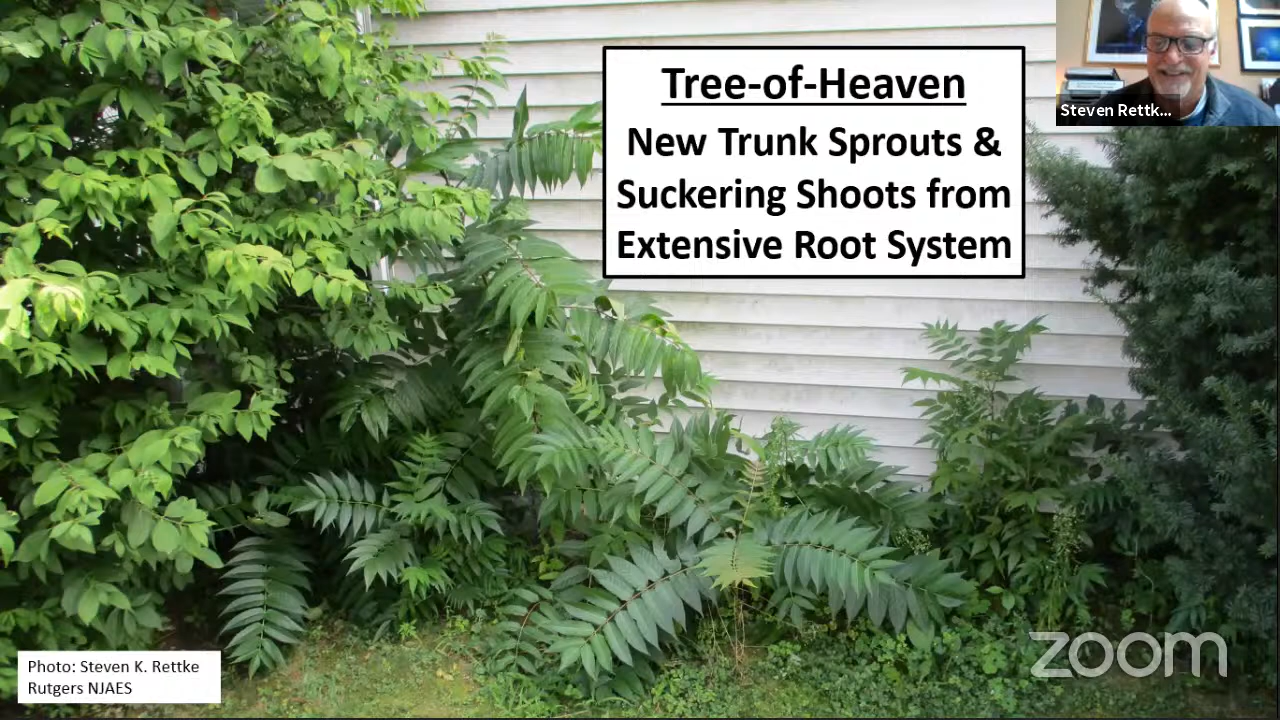 Tree-of-Heaven
New Trunk Sprouts &
Suckering Shoots from
Extensive Root System
Steven Rettk...
Photo: Steven K. Rettke
Rutgers NJAES
zoom